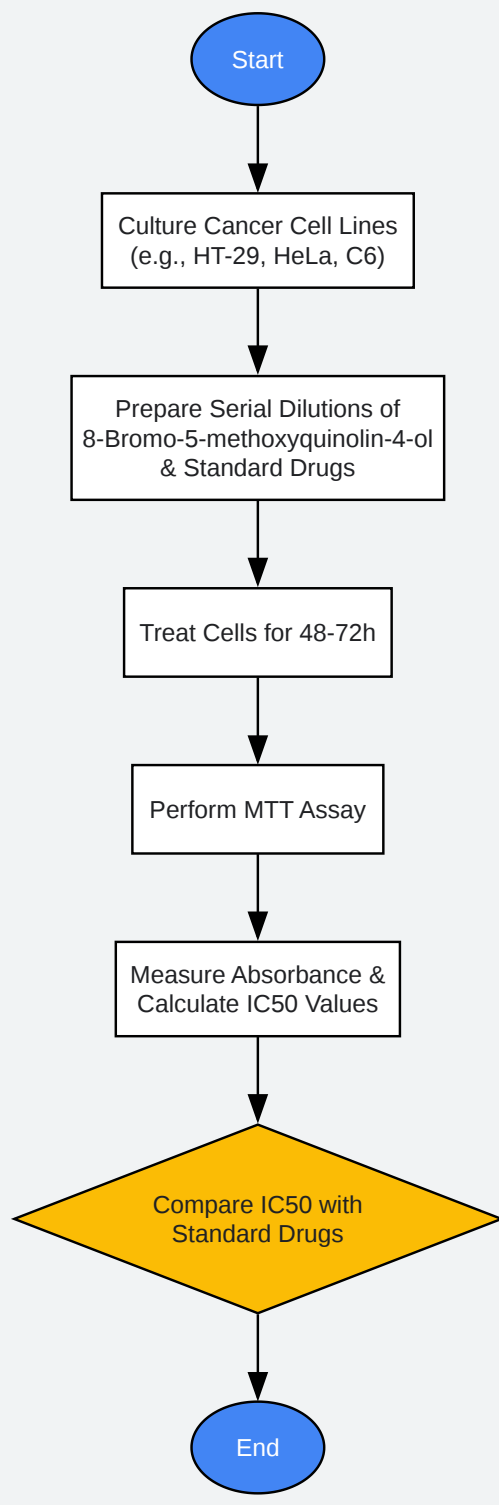 Start
Culture Cancer Cell Lines
(e.g., HT-29, HeLa, C6)
Prepare Serial Dilutions of
8-Bromo-5-methoxyquinolin-4-ol
& Standard Drugs
Treat Cells for 48-72h
Perform MTT Assay
Measure Absorbance &
Calculate IC50 Values
Compare IC50 with
Standard Drugs
End